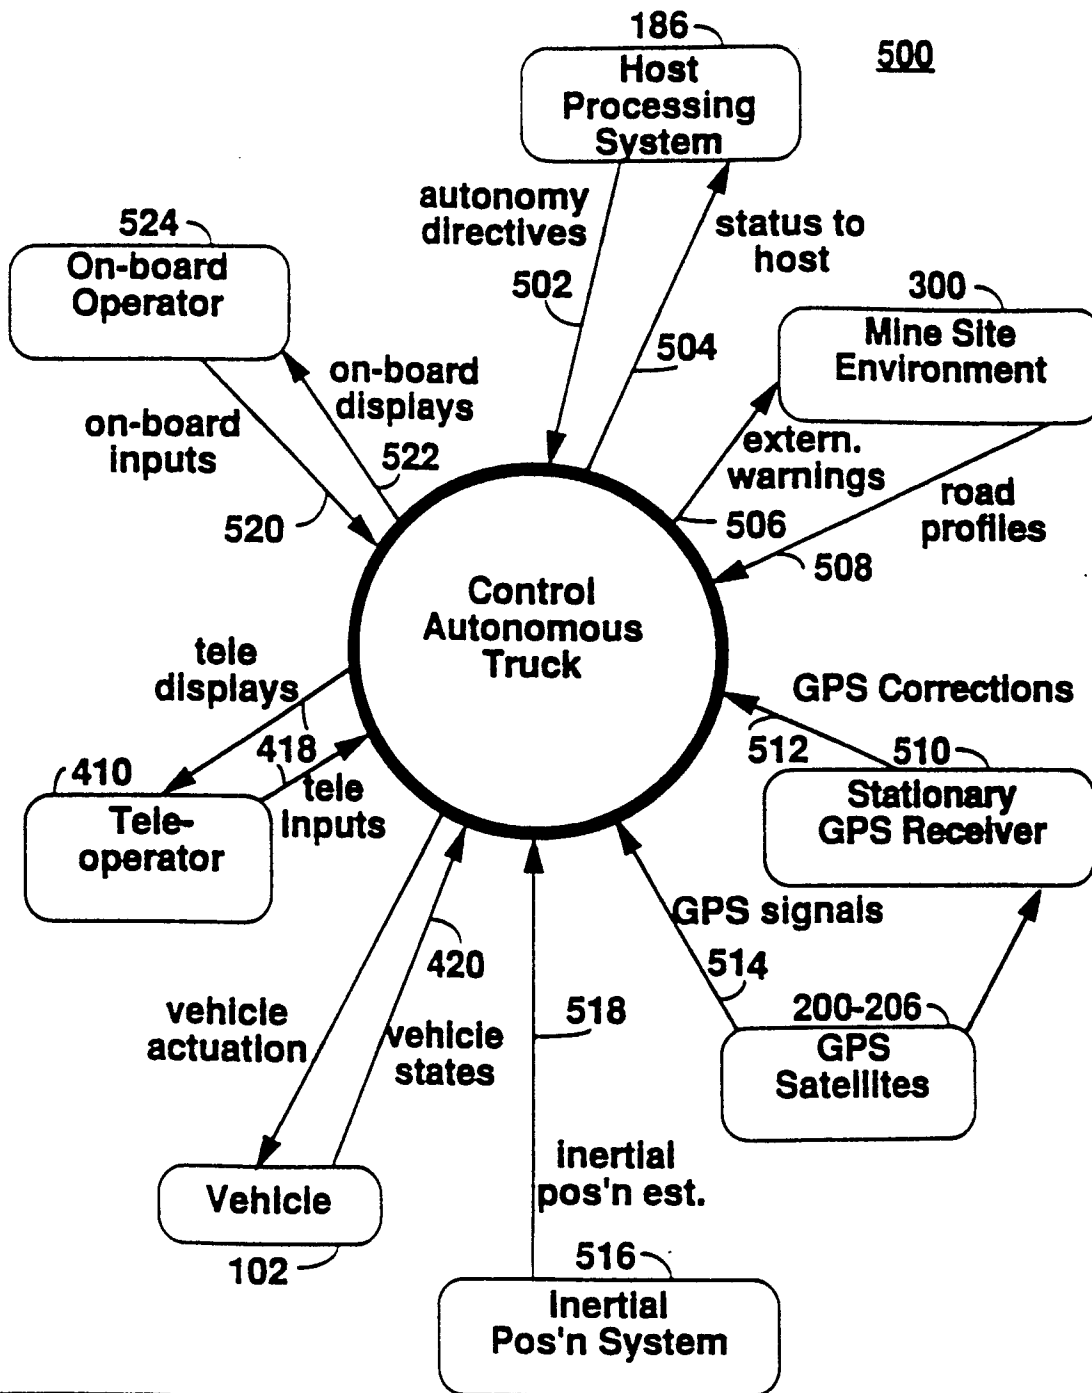 186
500
Host
Processing
System
autonomy
directives
502
status to
host
504
524
On-board
Operator
on-board
inputs
520
on-board
displays
522
300
Mine Site
Environment
extern.
warnings
506
road
profiles
508
Control
Autonomous
Truck
tele
displays
418
tele
inputs
410
Tele-
operator
GPS Corrections
512
510
Stationary
GPS Receiver
GPS signals
514
200-206
GPS
Satellites
vehicle
actuation
420
vehicle
states
Vehicle
102
518
inertial
pos'n est.
516
Inertial
Pos'n System